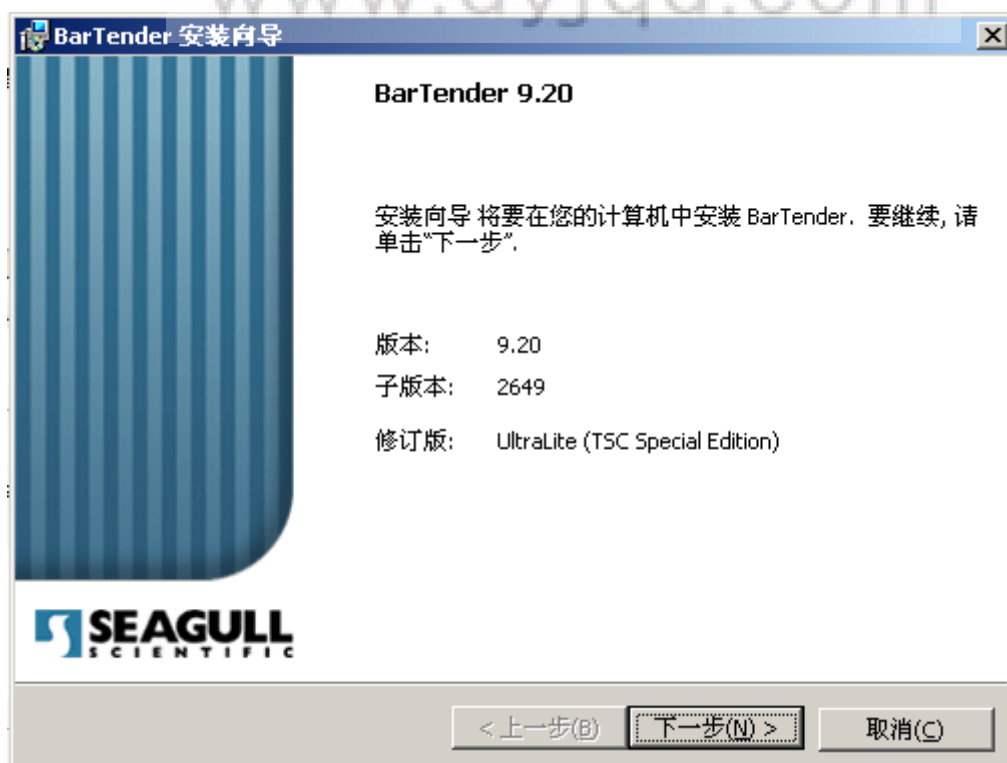 www.dyjqd.com
BarTender 安装向导
BarTender 9.20
安装向导 将要在您的计算机中安装 BarTender. 要继续, 请
单击“下一步”.
版本: 9.20
子版本: 2649
修订版: UltraLite (TSC Special Edition)
SEAGULL
SCIENTIFIC
< 上一步(B) 下一步(N) > 取消(C)